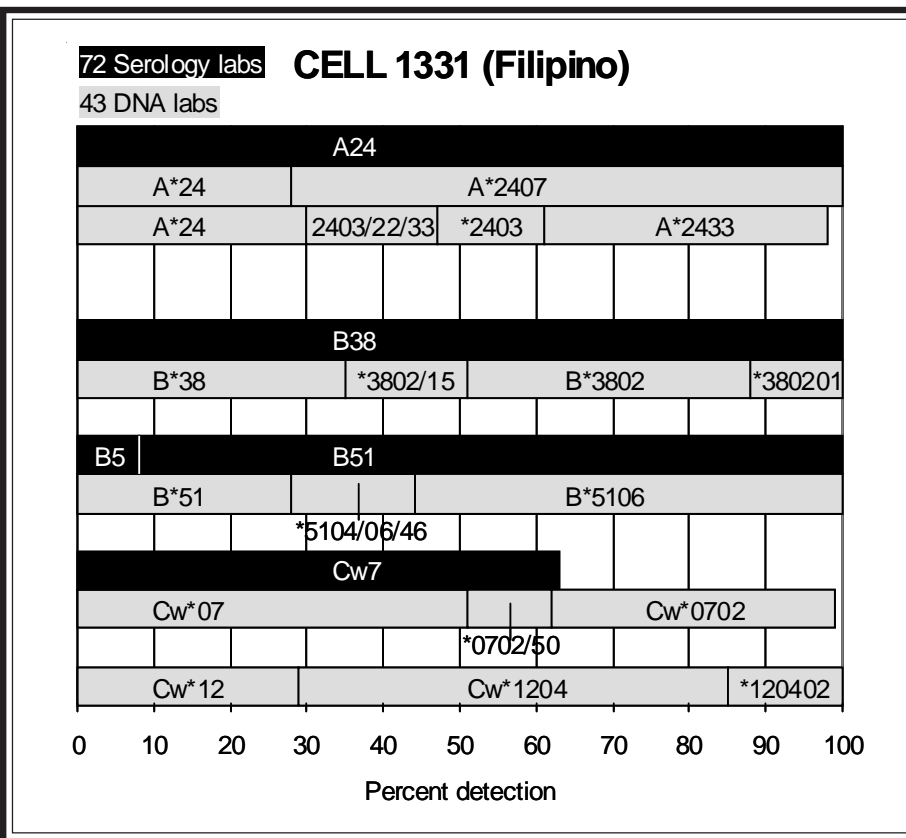 72 Serology labs CELL 1331 (Filipino)
43 DNA labs
A24
A*24 A*2407
A*24 2403/22/33 *2403 A*2433
B38
B*38 *3802/15 B*3802 *380201
B5 B51
B*51 B*5106
*5104/06/46
Cw7
Cw*07 Cw*0702
*0702/50
Cw*12 Cw*1204 *120402
0 10 20 30 40 50 60 70 80 90 100
Percent detection